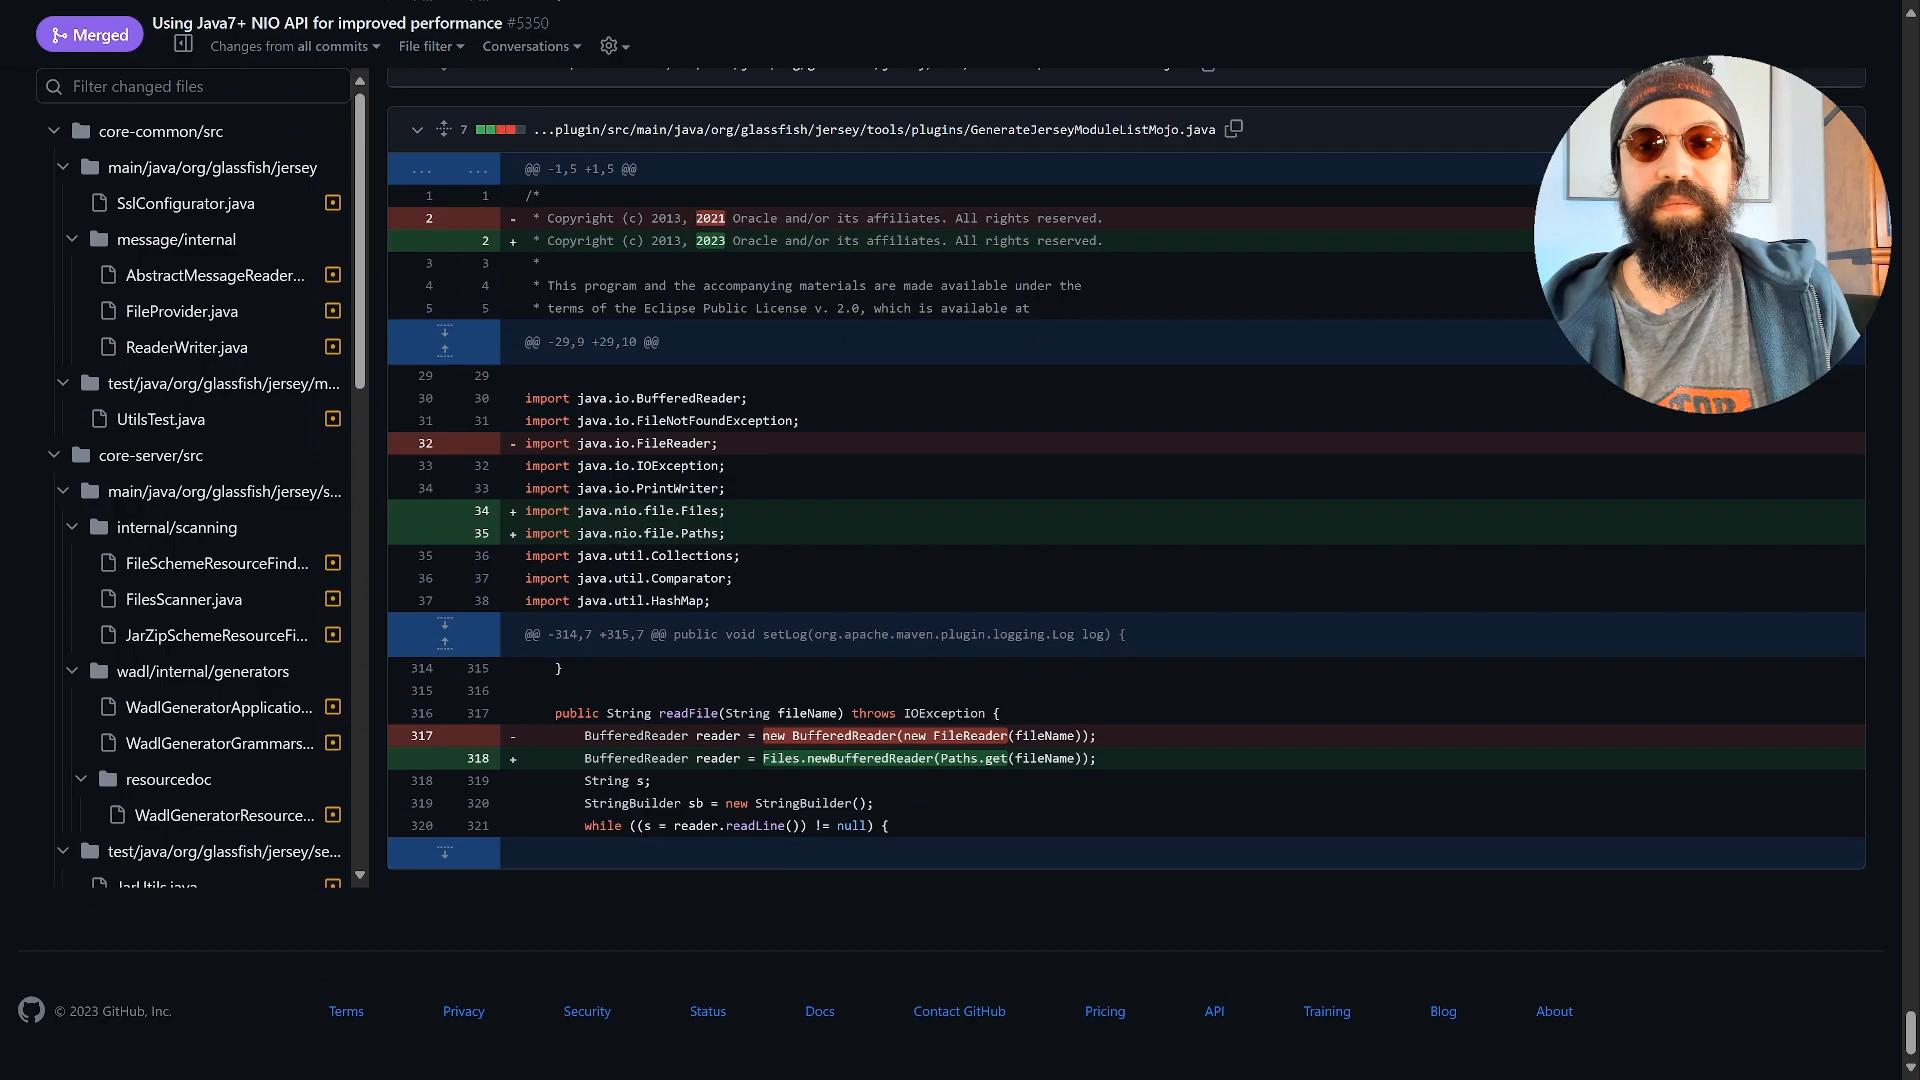 Merged
Using Java7+ NIO API for improved performance #5350
Changes from all commits
File filter
Conversations
Filter changed files
core-common/src
main/java/org/glassfish/jersey
SslConfigurator.java
message/internal
AbstractMessageReader...
FileProvider.java
ReaderWriter.java
test/java/org/glassfish/jersey/m...
UtilsTest.java
core-server/src
main/java/org/glassfish/jersey/s...
internal/scanning
FileSchemeResourceFind...
FilesScanner.java
JarZipSchemeResourceFi...
wadl/internal/generators
WadlGeneratorApplicatio...
WadlGeneratorGrammars...
resourcedoc
WadlGeneratorResource...
test/java/org/glassfish/jersey/se...
JarUtils.java
7 ...plugin/src/main/java/org/glassfish/jersey/tools/plugins/GenerateJerseyModuleListMojo.java
... ... @@ -1,5 +1,5 @@
1 1 /*
2 - * Copyright (c) 2013, 2021 Oracle and/or its affiliates. All rights reserved.
2 + * Copyright (c) 2013, 2023 Oracle and/or its affiliates. All rights reserved.
3 3 *
4 4 * This program and the accompanying materials are made available under the
5 5 * terms of the Eclipse Public License v. 2.0, which is available at
@@ -29,9 +29,10 @@
29 29
30 30 import java.io.BufferedReader;
31 31 import java.io.FileNotFoundException;
32 - import java.io.FileReader;
33 32 import java.io.IOException;
34 33 import java.io.PrintWriter;
34 + import java.nio.file.Files;
35 + import java.nio.file.Paths;
35 36 import java.util.Collections;
36 37 import java.util.Comparator;
37 38 import java.util.HashMap;
@@ -314,7 +315,7 @@ public void setLog(org.apache.maven.plugin.logging.Log log) {
314 315 }
315 316
316 317 public String readFile(String fileName) throws IOException {
317 - BufferedReader reader = new BufferedReader(new FileReader(fileName));
318 + BufferedReader reader = Files.newBufferedReader(Paths.get(fileName));
318 319 String s;
319 320 StringBuilder sb = new StringBuilder();
320 321 while ((s = reader.readLine()) != null) {
© 2023 GitHub, Inc.
Terms
Privacy
Security
Status
Docs
Contact GitHub
Pricing
API
Training
Blog
About